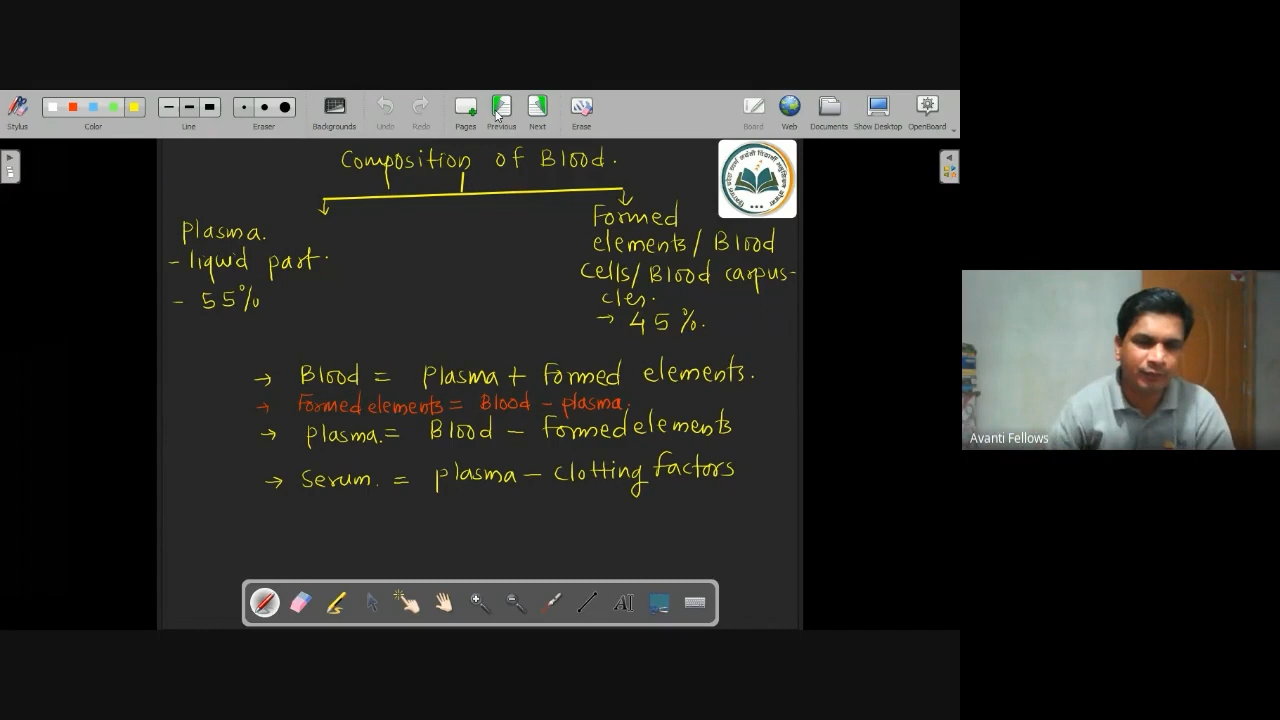 Stylus
Color
Line
Eraser
Backgrounds
Undo
Redo
Pages
Previous
Next
Erase
Board
Web
Documents
Show Desktop
OpenBoard
Composition of Blood.
Plasma.
- liquid part.
- 55%
Formed
elements/ Blood
Cells/ Blood carpus-
cles.
→ 45%.
→ Blood = Plasma + Formed elements.
→ Formed elements = Blood - plasma.
→ plasma. = Blood - Formed elements
→ Serum. = plasma - Clotting factors
AI
Avanti Fellows